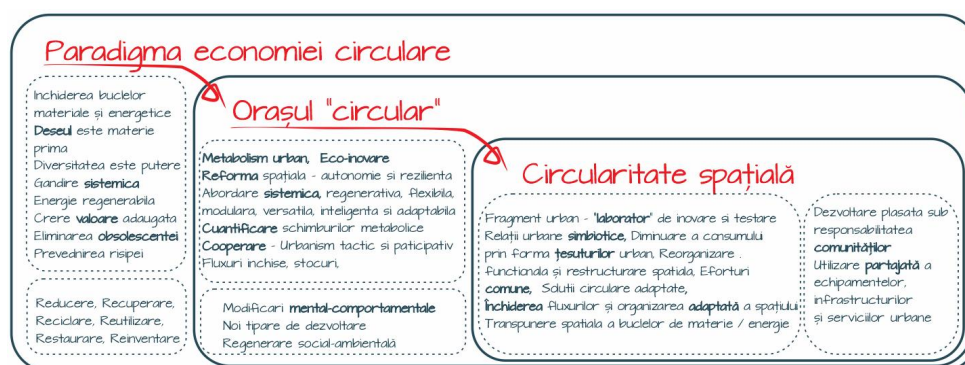 Paradigma economiei circulare
Inchiderea buclelor
materiale și energetice
Deseul este materie
prima
Diversitatea este putere
Gandire sistemica
Energie regenerabila
Crere valoare adaugata
Eliminarea obsolescentei
Prevednirea risipei
Reducere, Recuperare,
Reciclare, Reutilizare,
Restaurare, Reinventare
Orașul "circular"
Metabolism urban, Eco-inovare
Reforma spațiala - autonomie si rezilienta
Abordare sistemica, regenerativa, flexibila,
modulara, versatila, inteligenta si adaptabila
Cuantificare schimburilor metabolice
Cooperare - Urbanism tactic si paticipativ
Fluxuri inchise, stocuri,
Modificari mental-comportamentale
Noi tipare de dezvoltare
Regenerare social-ambientală
Circularitate spațială
Fragment urban - "laborator" de inovare si testare
Relații urbane simbiotice, Diminuare a consumului
prin forma țesuturilor urban, Reorganizare .
functionala și restructurare spatiala, Eforturi
comune, Solutii circulare adaptate,
Închiderea fluxurilor și organizarea adaptată a spațiului
Transpunere spatiala a buclelor de materie / energie
Dezvoltare plasata sub
responsabilitatea
comunităților
Utilizare partajată a
echipamentelor,
infrastructurilor
și serviciilor urbane